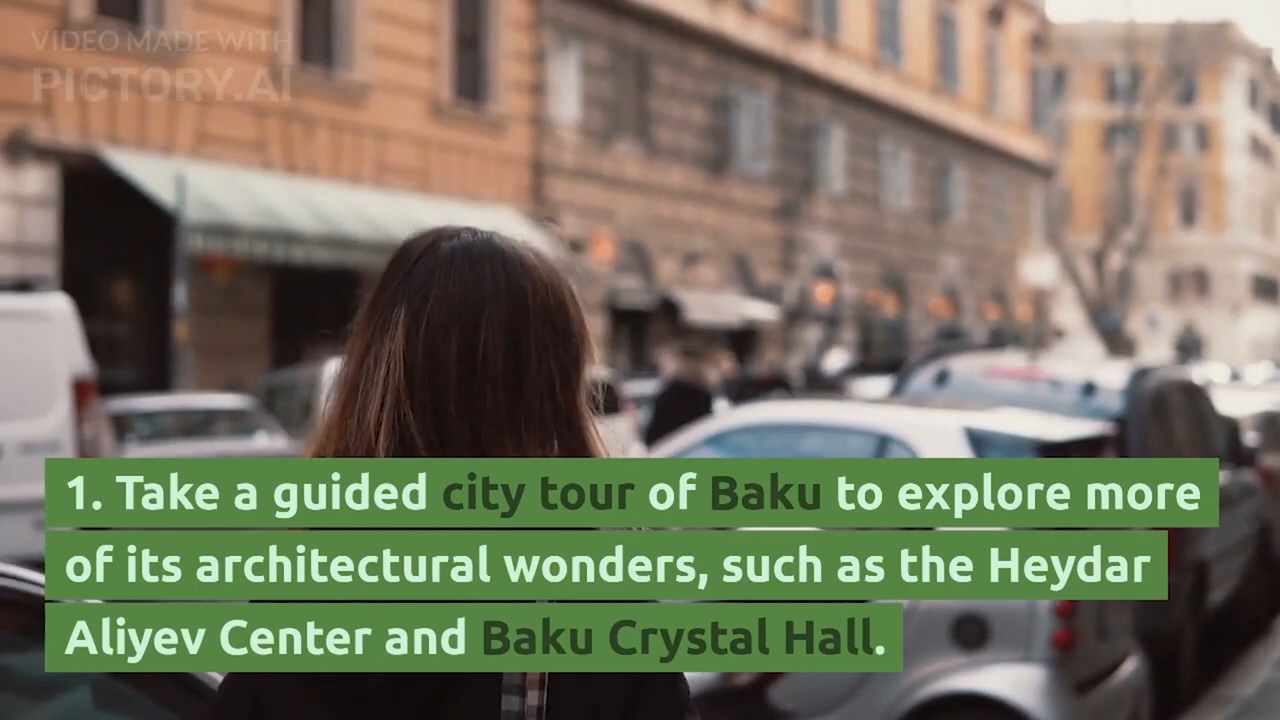 VIDEO MADE WITH
PICTORY.AI
1. Take a guided city tour of Baku to explore more
of its architectural wonders, such as the Heydar
Aliyev Center and Baku Crystal Hall.